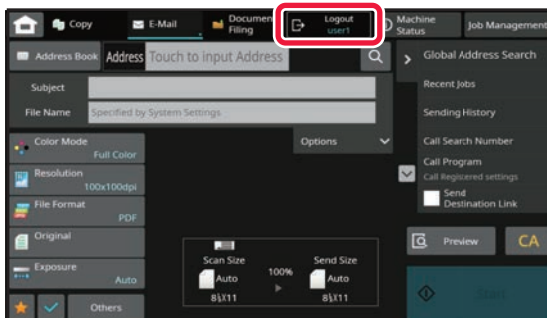 Copy
E-Mail
Documen
Filing
Logout
user1
Machine
Status
Job Management
Address Book
Address
Touch to input Address
Global Address Search
Subject
Recent Jobs
File Name
Specified by System Settings
Sending History
Color Mode
Full Color
Options
Call Search Number
Resolution
100x100dpi
Call Program
Call Registered settings
File Format
PDF
Send
Destination Link
Original
Preview
CA
Exposure
Auto
Scan Size
Auto
8½X11
100%
Send Size
Auto
8½X11
Others
Start